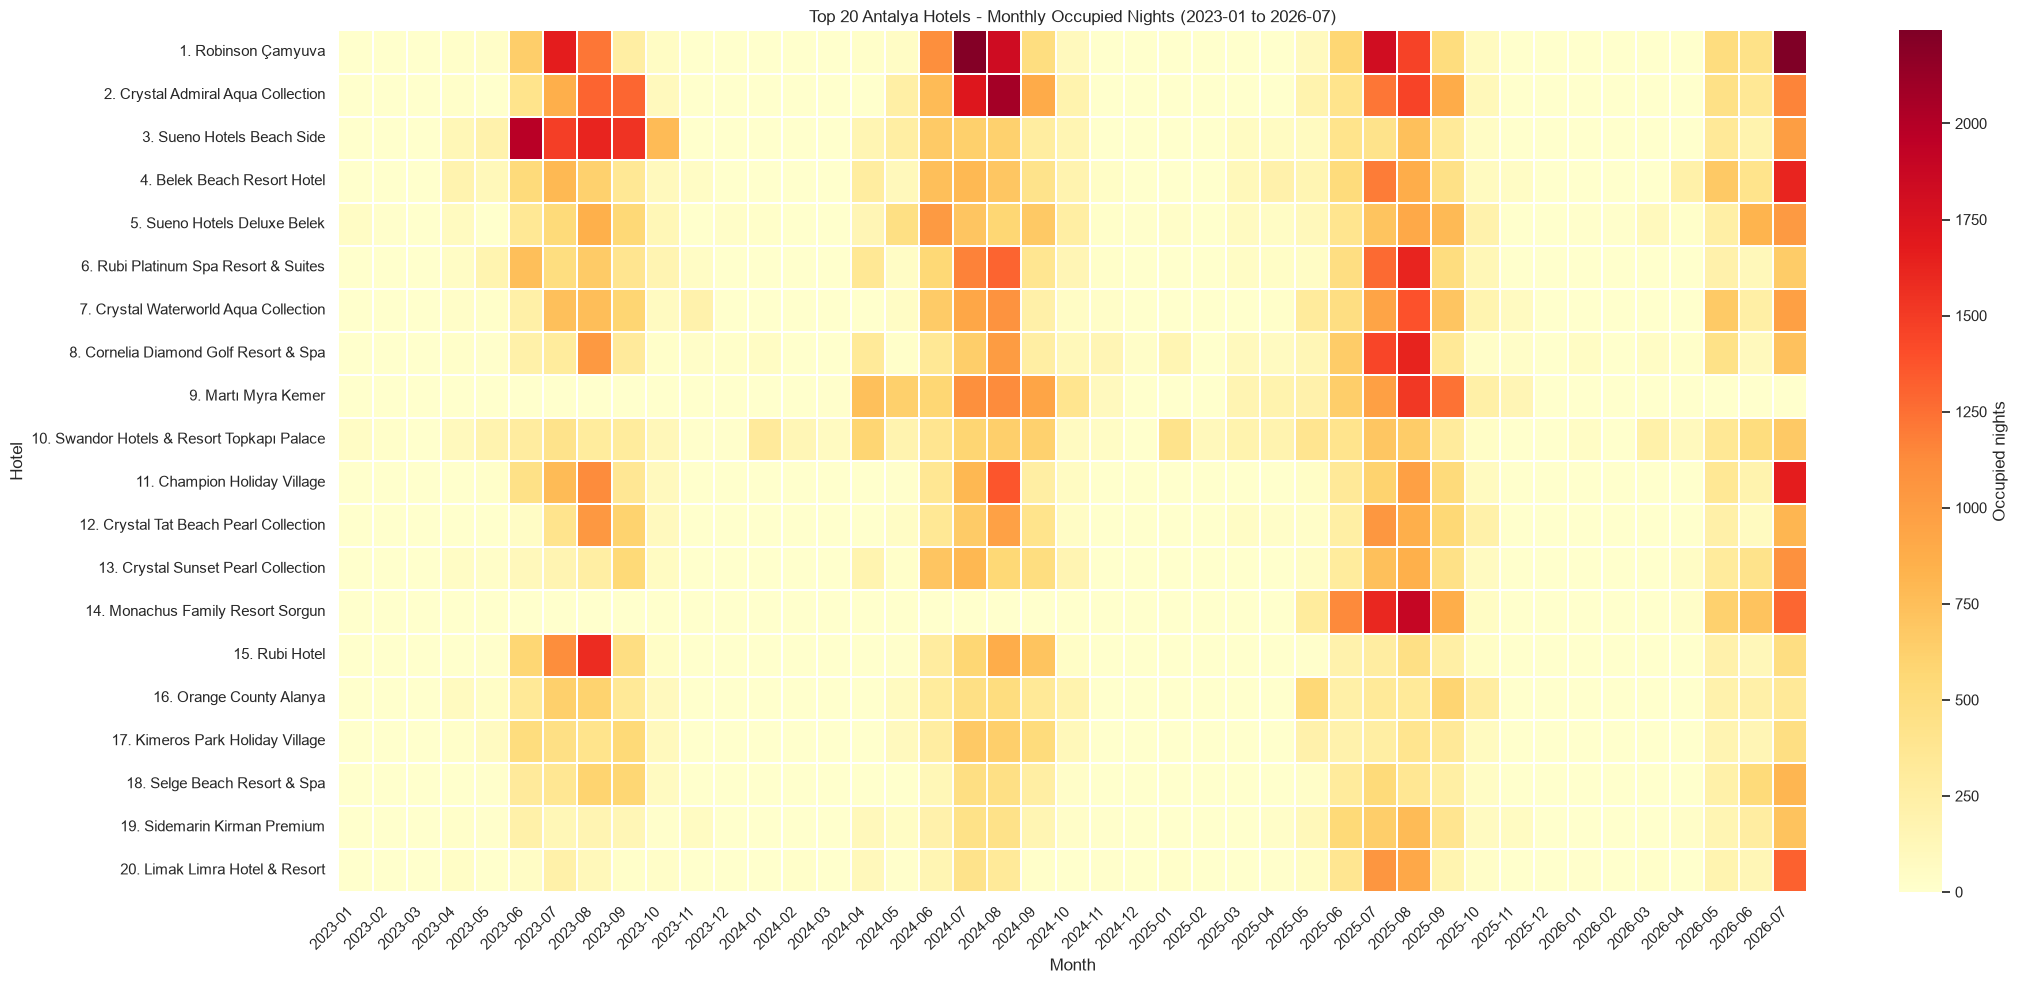 Top 20 Antalya Hotels - Monthly Occupied Nights (2023-01 to 2026-07)
Hotel
1. Robinson Çamyuva
2. Crystal Admiral Aqua Collection
3. Sueno Hotels Beach Side
4. Belek Beach Resort Hotel
5. Sueno Hotels Deluxe Belek
6. Rubi Platinum Spa Resort & Suites
7. Crystal Waterworld Aqua Collection
8. Cornelia Diamond Golf Resort & Spa
9. Martı Myra Kemer
10. Swandor Hotels & Resort Topkapı Palace
11. Champion Holiday Village
12. Crystal Tat Beach Pearl Collection
13. Crystal Sunset Pearl Collection
14. Monachus Family Resort Sorgun
15. Rubi Hotel
16. Orange County Alanya
17. Kimeros Park Holiday Village
18. Selge Beach Resort & Spa
19. Sidemarin Kirman Premium
20. Limak Limra Hotel & Resort
2023-01
2023-02
2023-03
2023-04
2023-05
2023-06
2023-07
2023-08
2023-09
2023-10
2023-11
2023-12
2024-01
2024-02
2024-03
2024-04
2024-05
2024-06
2024-07
2024-08
2024-09
2024-10
2024-11
2024-12
2025-01
2025-02
2025-03
2025-04
2025-05
2025-06
2025-07
2025-08
2025-09
2025-10
2025-11
2025-12
2026-01
2026-02
2026-03
2026-04
2026-05
2026-06
2026-07
Month
2000
1750
1500
1250
1000
750
500
250
0
Occupied nights